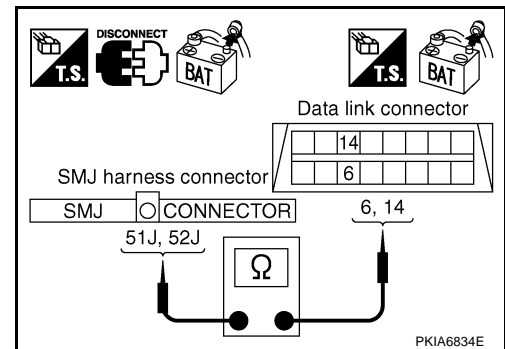 DISCONNECT
T.S.
BAT
T.S.
BAT
Data link connector
14
6
SMJ harness connector
SMJ CONNECTOR
6, 14
51J, 52J
Ω
PKIA6834E